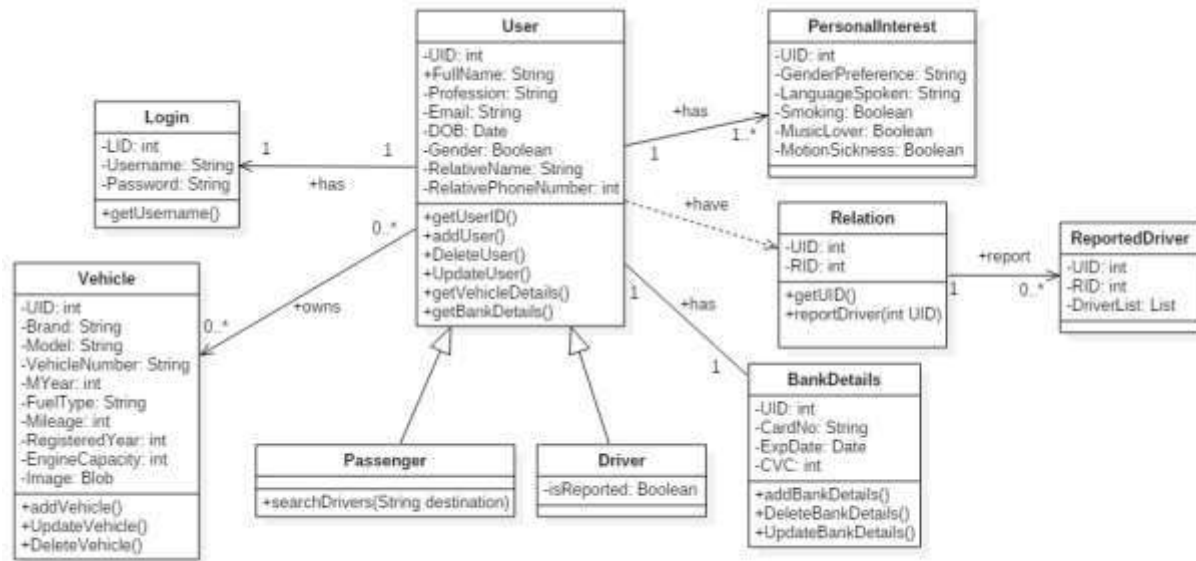 User
-UID: int
+FullName: String
-Profession: String
-Email: String
-DOB: Date
-Gender: Boolean
-RelativeName: String
-RelativePhoneNumber: int
+getUserID()
+addUser()
+DeleteUser()
+UpdateUser()
+getVehicleDetails()
+getBankDetails()
PersonalInterest
-UID: int
-GenderPreference: String
-LanguageSpoken: String
-Smoking: Boolean
-MusicLover: Boolean
-MotionSickness: Boolean
+has
1
1..*
Login
-LID: int
-Username: String
-Password: String
+getUsername()
1
1
+has
+have
Relation
-UID: int
-RID: int
+getUID()
+reportDriver(int UID)
+report
1
0..*
ReportedDriver
-UID: int
-RID: int
-DriverList: List
0..*
+owns
0..*
Vehicle
-UID: int
-Brand: String
-Model: String
-VehicleNumber: String
-MYear: int
-FuelType: String
-Mileage: int
-RegisteredYear: int
-EngineCapacity: int
-Image: Blob
+addVehicle()
+UpdateVehicle()
+DeleteVehicle()
1
+has
1
BankDetails
-UID: int
-CardNo: String
-ExpDate: Date
-CVC: int
+addBankDetails()
+DeleteBankDetails()
+UpdateBankDetails()
Passenger
+searchDrivers(String destination)
Driver
-isReported: Boolean